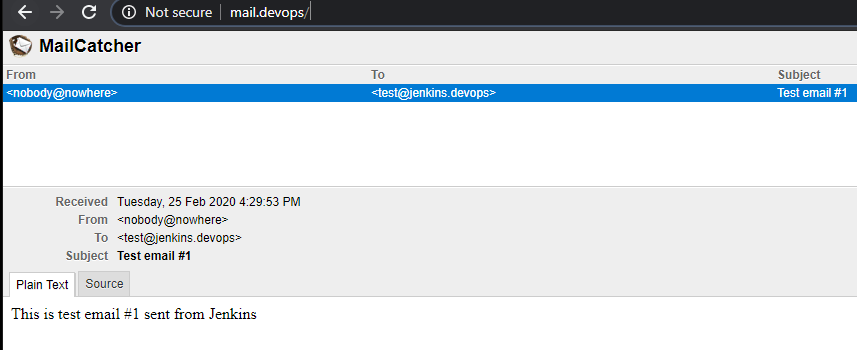 Not secure | mail.devops/
MailCatcher
From To Subject
<nobody@nowhere> <test@jenkins.devops> Test email #1
Received Tuesday, 25 Feb 2020 4:29:53 PM
From <nobody@nowhere>
To <test@jenkins.devops>
Subject Test email #1
Plain Text Source
This is test email #1 sent from Jenkins